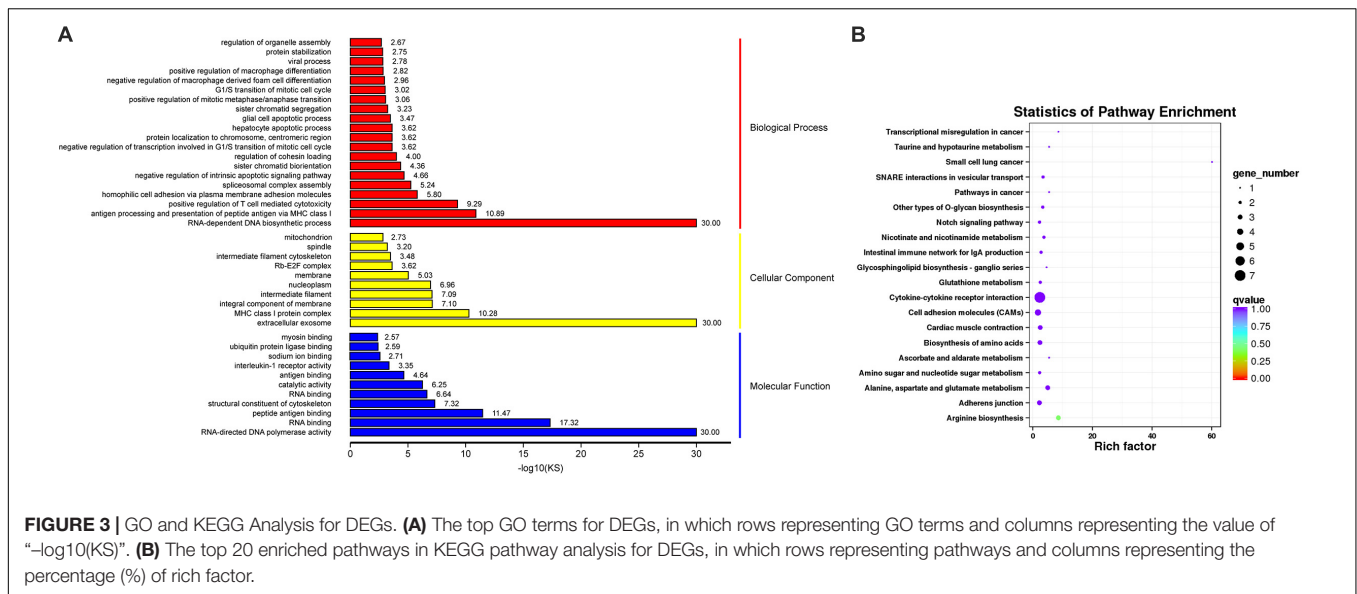 A
regulation of organelle assembly 2.67
protein stabilization 2.75
viral process 2.78
positive regulation of macrophage differentiation 2.82
negative regulation of macrophage derived foam cell differentiation 2.96
G1/S transition of mitotic cell cycle 3.02
positive regulation of mitotic metaphase/anaphase transition 3.06
sister chromatid segregation 3.23
glial cell apoptotic process 3.47
hepatocyte apoptotic process 3.62
protein localization to chromosome, centromeric region 3.62
negative regulation of transcription involved in G1/S transition of mitotic cell cycle 3.62
regulation of cohesin loading 4.00
sister chromatid biorientation 4.36
negative regulation of intrinsic apoptotic signaling pathway 4.66
spliceosomal complex assembly 5.24
homophilic cell adhesion via plasma membrane adhesion molecules 5.80
positive regulation of T cell mediated cytotoxicity 9.29
antigen processing and presentation of peptide antigen via MHC class I 10.89
RNA-dependent DNA biosynthetic process 30.00
Biological Process
mitochondrion 2.73
spindle 3.20
intermediate filament cytoskeleton 3.48
Rb-E2F complex 3.62
membrane 5.03
nucleoplasm 6.96
intermediate filament 7.09
integral component of membrane 7.10
MHC class I protein complex 10.28
extracellular exosome 30.00
Cellular Component
myosin binding 2.57
ubiquitin protein ligase binding 2.59
sodium ion binding 2.71
interleukin-1 receptor activity 3.35
antigen binding 4.64
catalytic activity 6.25
RNA binding 6.64
structural constituent of cytoskeleton 7.32
peptide antigen binding 11.47
RNA binding 17.32
RNA-directed DNA polymerase activity 30.00
Molecular Function
0 5 10 15 20 25 30
-log10(KS)
B
Statistics of Pathway Enrichment
Transcriptional misregulation in cancer
Taurine and hypotaurine metabolism
Small cell lung cancer
SNARE interactions in vesicular transport
Pathways in cancer
Other types of O-glycan biosynthesis
Notch signaling pathway
Nicotinate and nicotinamide metabolism
Intestinal immune network for IgA production
Glycosphingolipid biosynthesis - ganglio series
Glutathione metabolism
Cytokine-cytokine receptor interaction
Cell adhesion molecules (CAMs)
Cardiac muscle contraction
Biosynthesis of amino acids
Ascorbate and aldarate metabolism
Amino sugar and nucleotide sugar metabolism
Alanine, aspartate and glutamate metabolism
Adherens junction
Arginine biosynthesis
0 20 40 60
Rich factor
gene_number
1
2
3
4
5
6
7
qvalue
1.00
0.75
0.50
0.25
0.00
FIGURE 3 | GO and KEGG Analysis for DEGs. (A) The top GO terms for DEGs, in which rows representing GO terms and columns representing the value of
“–log10(KS)”. (B) The top 20 enriched pathways in KEGG pathway analysis for DEGs, in which rows representing pathways and columns representing the
percentage (%) of rich factor.